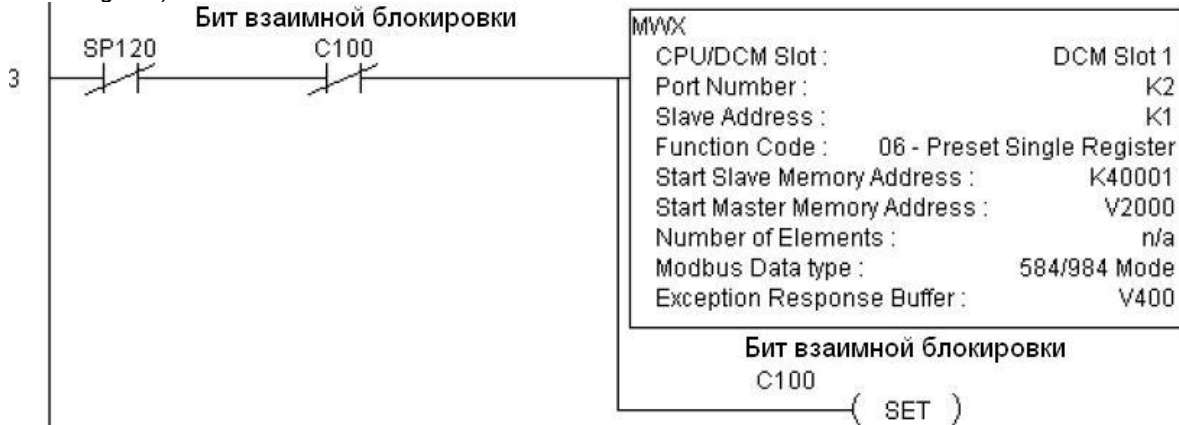 Бит взаимной блокировки
SP120 C100
3
MWX
CPU/DCM Slot : DCM Slot 1
Port Number : K2
Slave Address : K1
Function Code : 06 - Preset Single Register
Start Slave Memory Address : K40001
Start Master Memory Address : V2000
Number of Elements : n/a
Modbus Data type : 584/984 Mode
Exception Response Buffer : V400
Бит взаимной блокировки
C100
( SET )